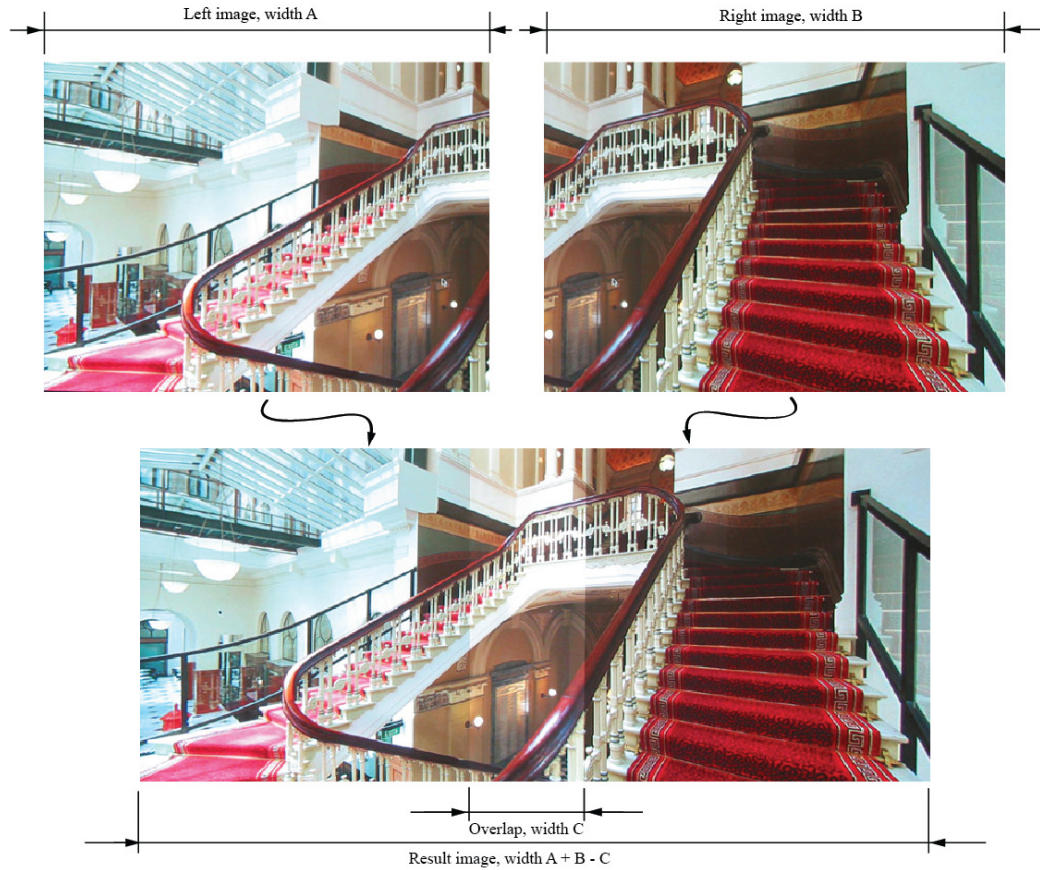 Left image, width A
Right image, width B
Overlap, width C
Result image, width A + B - C